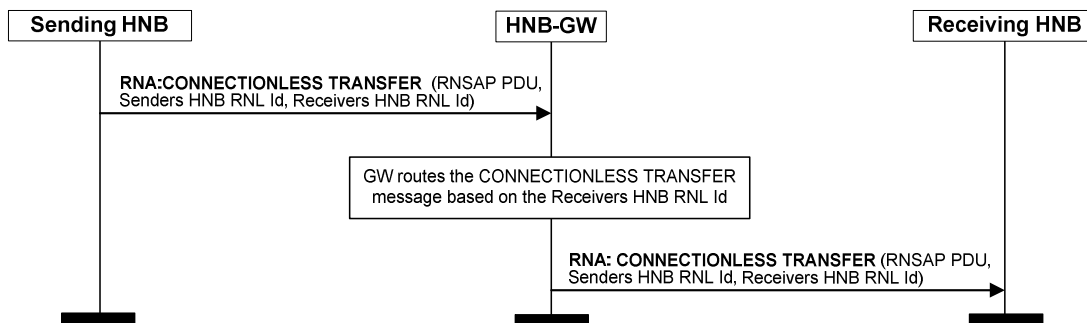 Sending HNB
HNB-GW
Receiving HNB
RNA:CONNECTIONLESS TRANSFER (RNSAP PDU,
Senders HNB RNL Id, Receivers HNB RNL Id)
GW routes the CONNECTIONLESS TRANSFER
message based on the Receivers HNB RNL Id
RNA: CONNECTIONLESS TRANSFER (RNSAP PDU,
Senders HNB RNL Id, Receivers HNB RNL Id)